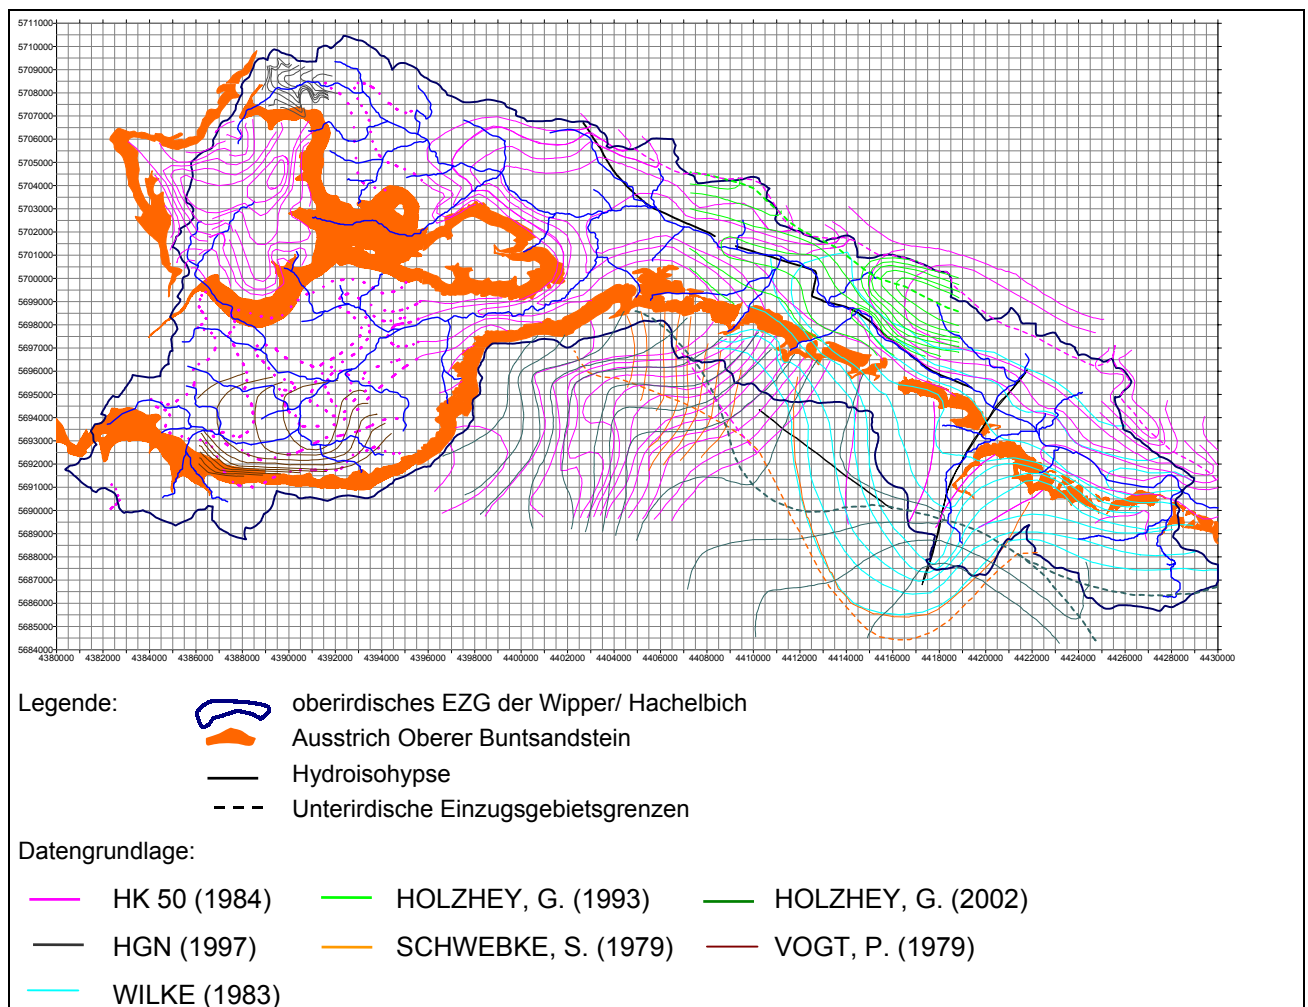 5711000
5710000
5709000
5708000
5707000
5706000
5705000
5704000
5703000
5702000
5701000
5700000
5699000
5698000
5697000
5696000
5695000
5694000
5693000
5692000
5691000
5690000
5689000
5688000
5687000
5686000
5685000
5684000
4380000 4382000 4384000 4386000 4388000 4390000 4392000 4394000 4396000 4398000 4400000 4402000 4404000 4406000 4408000 4410000 4412000 4414000 4416000 4418000 4420000 4422000 4424000 4426000 4428000 4430000
Legende:
oberirdisches EZG der Wipper/ Hachelbich
Ausstrich Oberer Buntsandstein
Hydroisohypse
Unterirdische Einzugsgebietsgrenzen
Datengrundlage:
HK 50 (1984) HOLZHEY, G. (1993) HOLZHEY, G. (2002)
HGN (1997) SCHWEBKE, S. (1979) VOGT, P. (1979)
WILKE (1983)